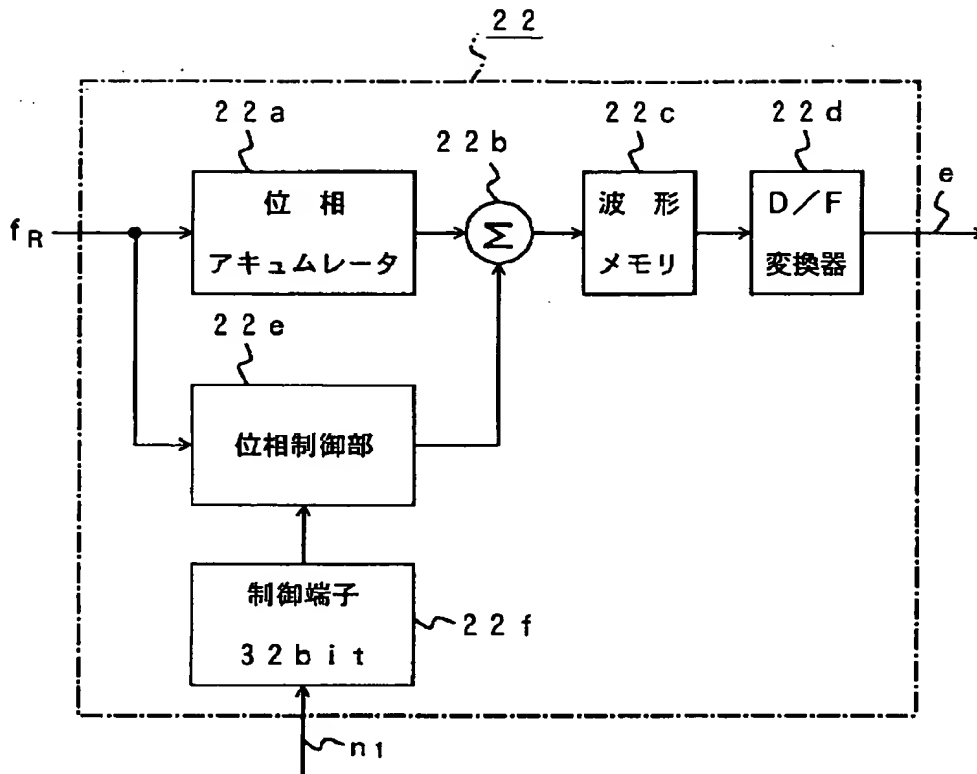 22
22a
22b
22c
22d
位相
アキュムレータ
Σ
波形
メモリ
D/F
変換器
e
fR
22e
位相制御部
制御端子
32bit
22f
n1